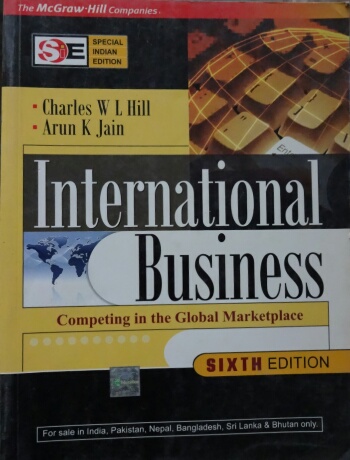 The McGraw·Hill Companies
SIE
SPECIAL
INDIAN
EDITION
• Charles W L Hill
• Arun K Jain
International
Business
Competing in the Global Marketplace
SIXTH EDITION
For sale in India, Pakistan, Nepal, Bangladesh, Sri Lanka & Bhutan only.